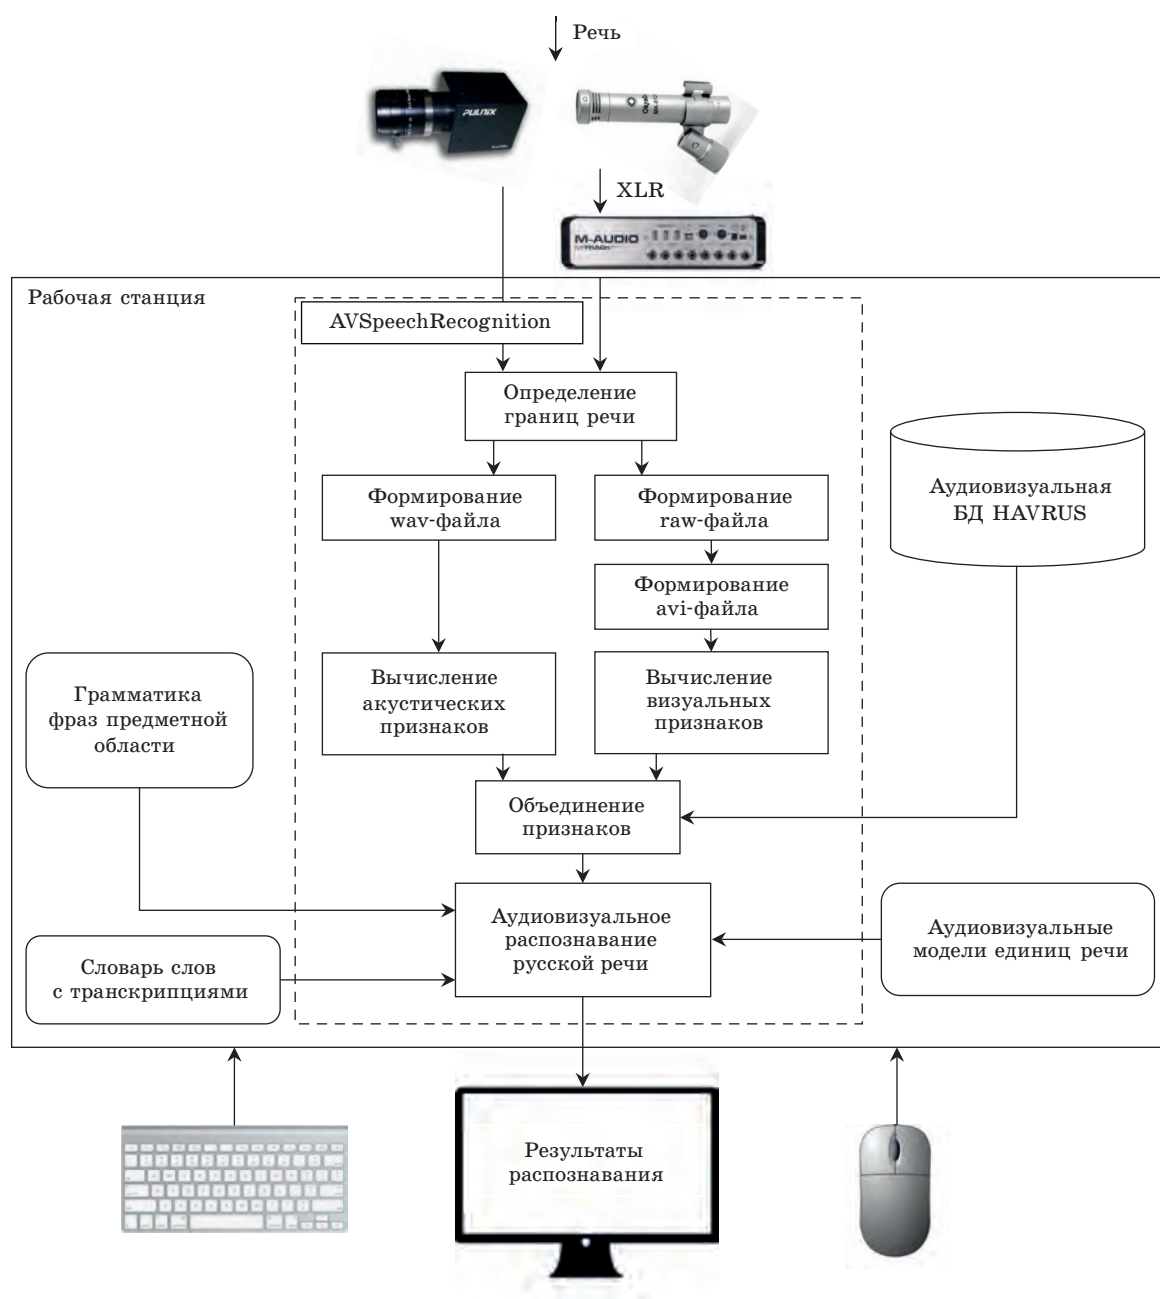 Речь
PULNiX
XLR
M-AUDIO
Рабочая станция
AVSpeechRecognition
Определение
границ речи
Формирование
wav-файла
Формирование
raw-файла
Аудиовизуальная
БД HAVRUS
Формирование
avi-файла
Грамматика
фраз предметной
области
Вычисление
акустических
признаков
Вычисление
визуальных
признаков
Объединение
признаков
Аудиовизуальное
распознавание
русской речи
Аудиовизуальные
модели единиц речи
Словарь слов
с транскрипциями
Результаты
распознавания